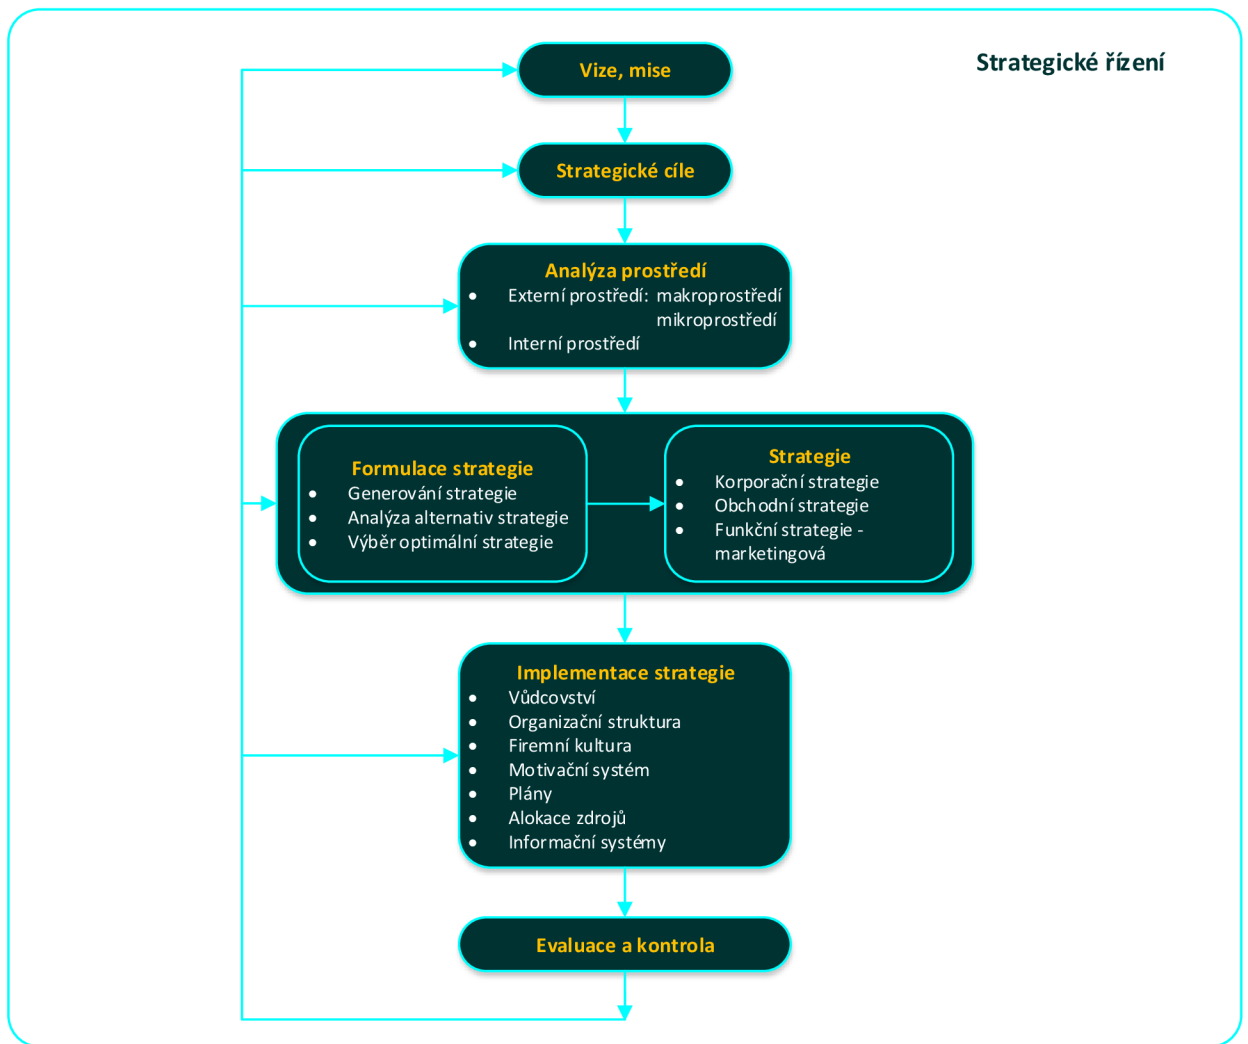 Strategické řízení
Vize, mise
Strategické cíle
Analýza prostředí
• Externí prostředí: makroprostředí
mikroprostředí
• Interní prostředí
Formulace strategie
• Generování strategie
• Analýza alternativ strategie
• Výběr optimální strategie
Strategie
• Korporační strategie
• Obchodní strategie
• Funkční strategie -
marketingová
Implementace strategie
• Vůdcovství
• Organizační struktura
• Firemní kultura
• Motivační systém
• Plány
• Alokace zdrojů
• Informační systémy
Evaluace a kontrola